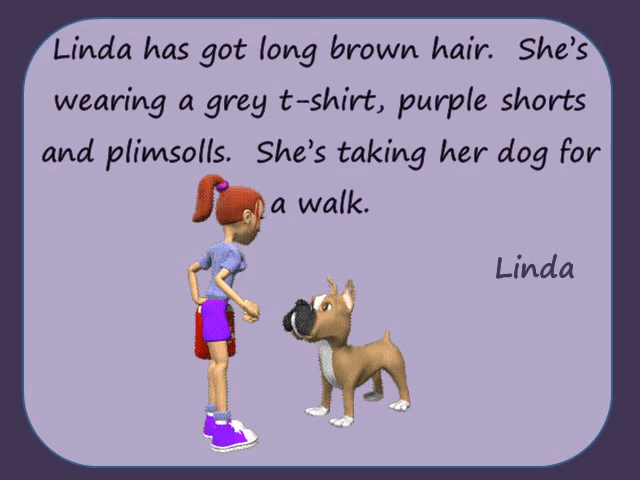 Linda has got long brown hair.  She's
wearing a grey t-shirt, purple shorts
and plimsolls.  She's taking her dog for
a walk.
Linda